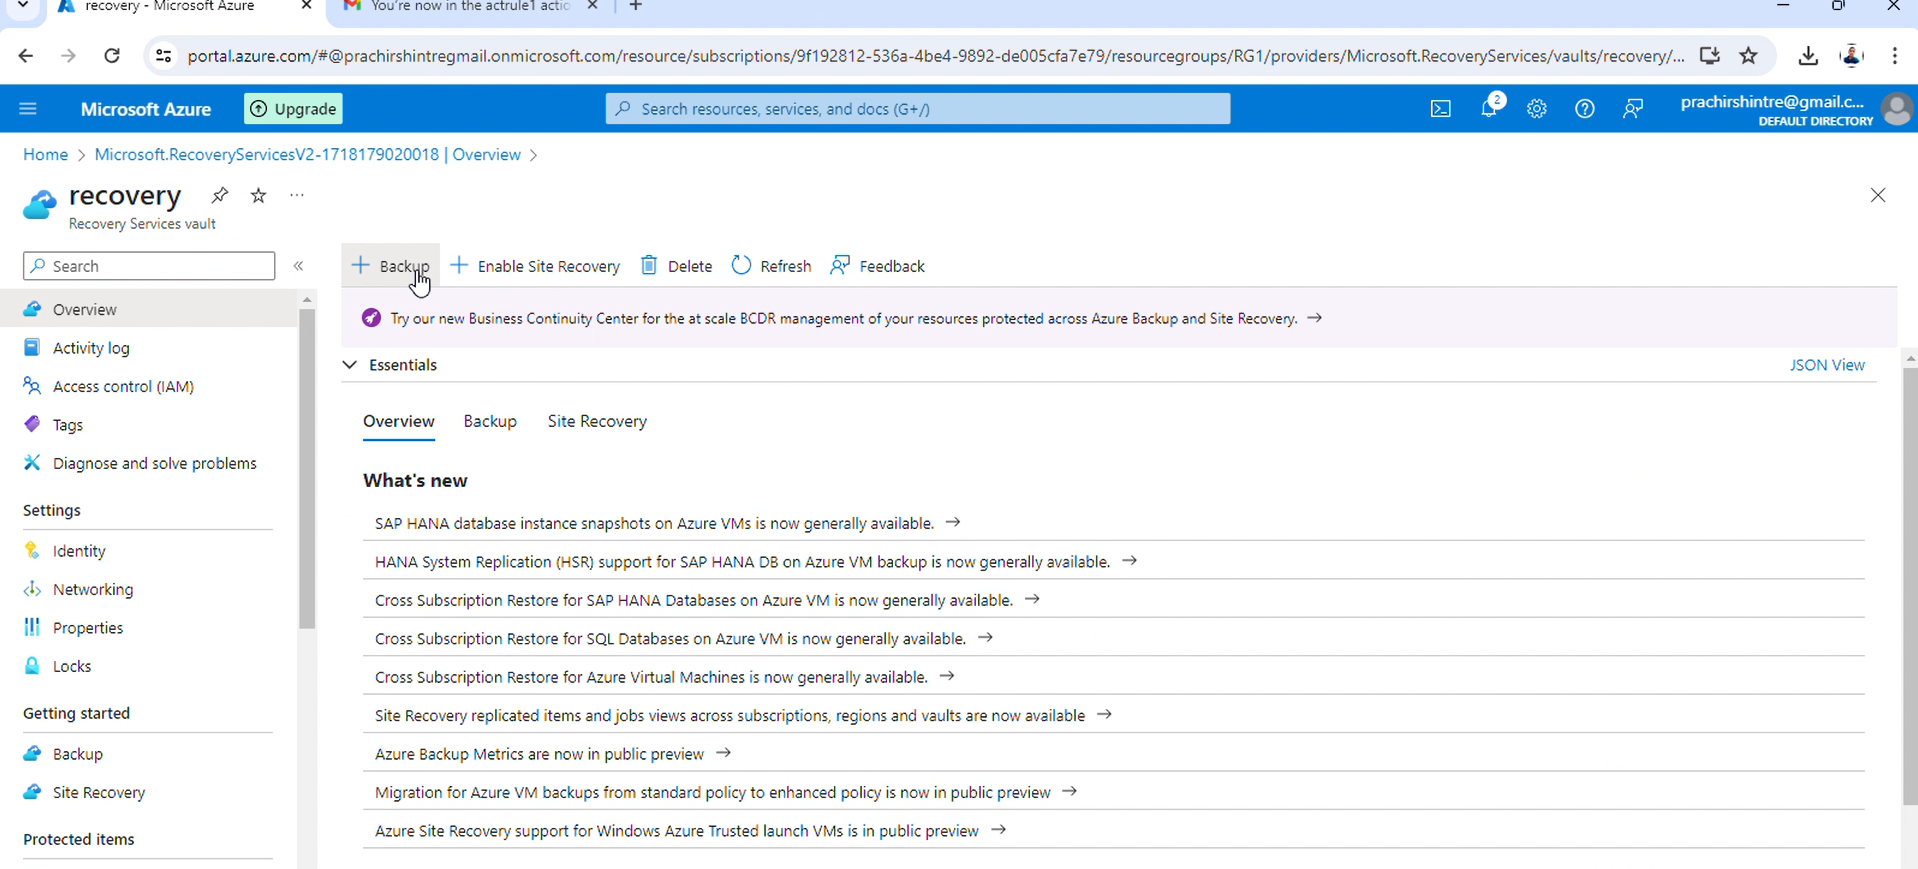 recovery - Microsoft Azure
You're now in the actrule1 actio
portal.azure.com/#@prachirshintregmail.onmicrosoft.com/resource/subscriptions/9f192812-536a-4be4-9892-de005cfa7e79/resourcegroups/RG1/providers/Microsoft.RecoveryServices/vaults/recovery/...
Microsoft Azure
Upgrade
Search resources, services, and docs (G+/)
2
prachirshintre@gmail.c...
DEFAULT DIRECTORY
Home > Microsoft.RecoveryServicesV2-1718179020018 | Overview >
recovery
Recovery Services vault
Search
Overview
Activity log
Access control (IAM)
Tags
Diagnose and solve problems
Settings
Identity
Networking
Properties
Locks
Getting started
Backup
Site Recovery
Protected items
+ Backup
+ Enable Site Recovery
Delete
Refresh
Feedback
Try our new Business Continuity Center for the at scale BCDR management of your resources protected across Azure Backup and Site Recovery. →
Essentials
JSON View
Overview
Backup
Site Recovery
What's new
SAP HANA database instance snapshots on Azure VMs is now generally available. →
HANA System Replication (HSR) support for SAP HANA DB on Azure VM backup is now generally available. →
Cross Subscription Restore for SAP HANA Databases on Azure VM is now generally available. →
Cross Subscription Restore for SQL Databases on Azure VM is now generally available. →
Cross Subscription Restore for Azure Virtual Machines is now generally available. →
Site Recovery replicated items and jobs views across subscriptions, regions and vaults are now available →
Azure Backup Metrics are now in public preview →
Migration for Azure VM backups from standard policy to enhanced policy is now in public preview →
Azure Site Recovery support for Windows Azure Trusted launch VMs is in public preview →